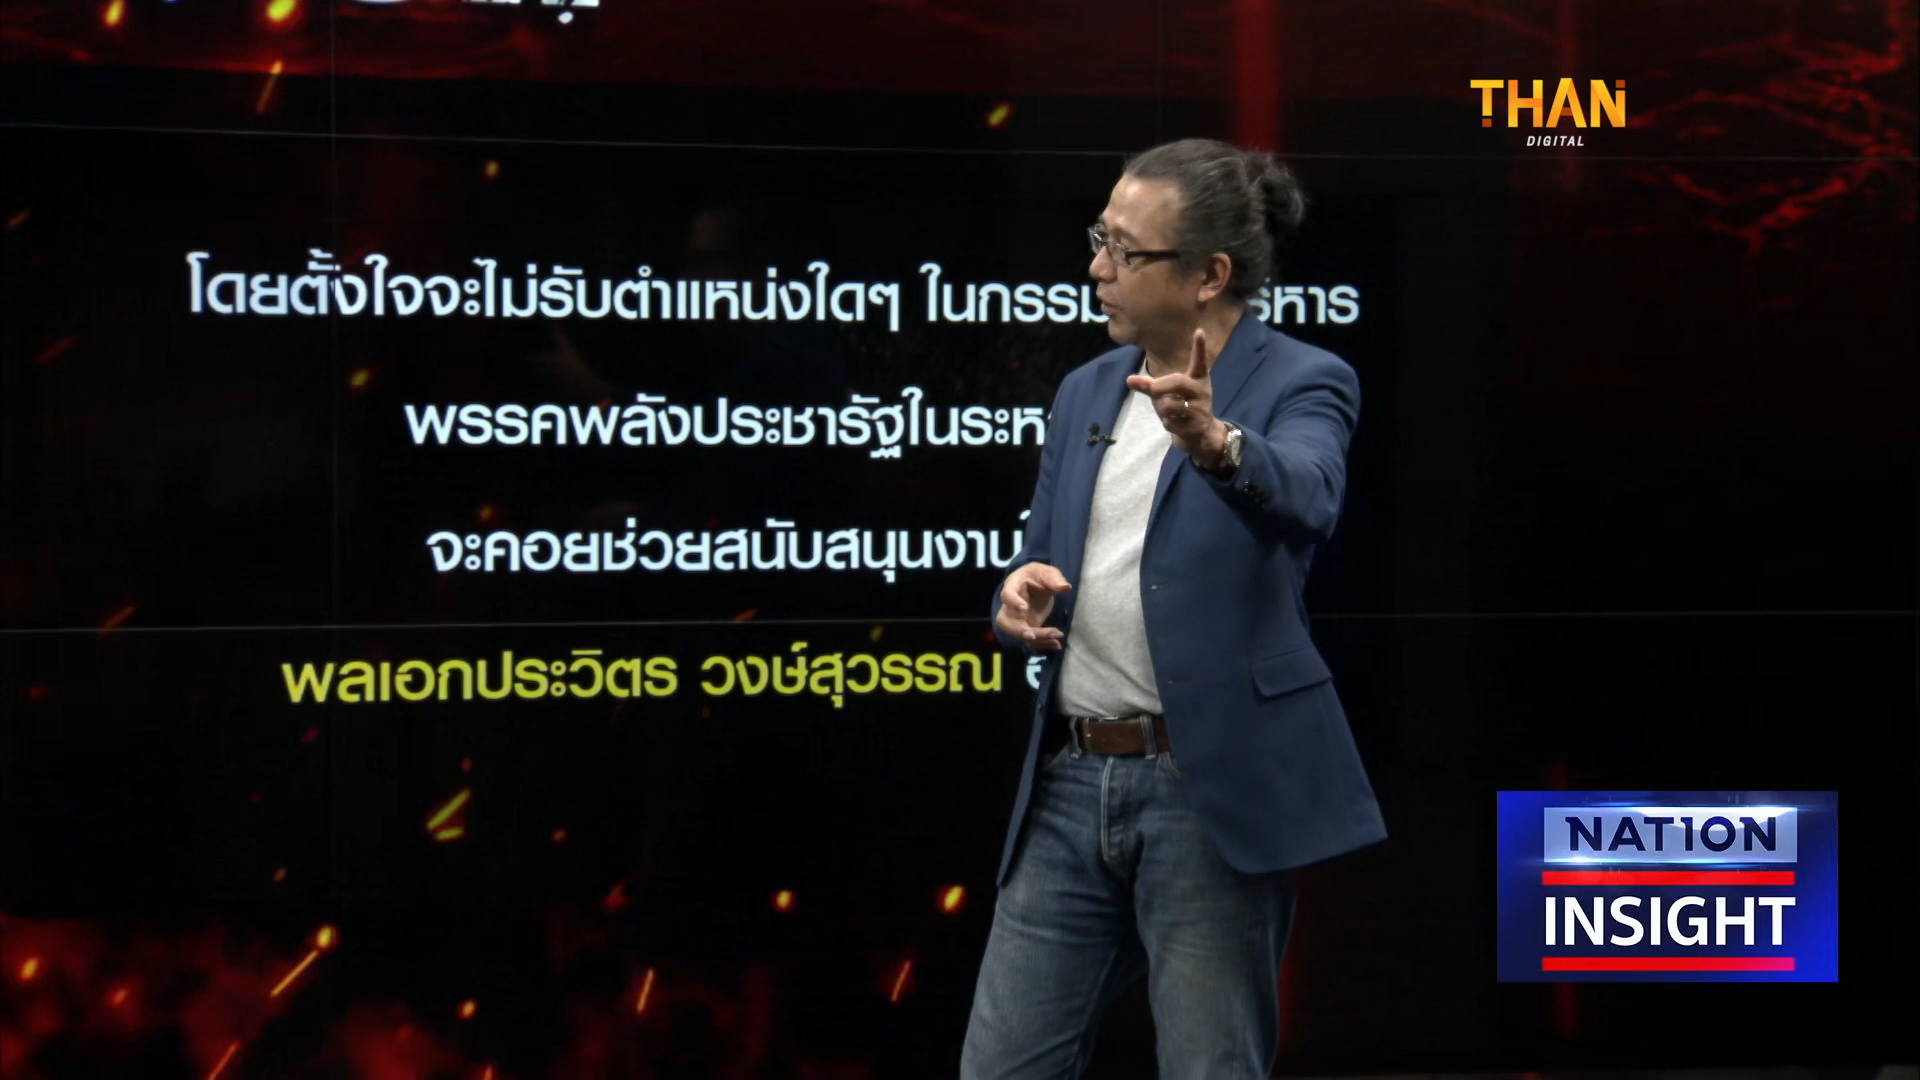 THAN
DIGITAL
โดยตั้งใจจะไม่รับตำแหน่งใดๆ ในกรรม
พรรคพลังประชารัฐในระห
จะคอยช่วยสนับสนุนงาน
พลเอกประวิตร วงษ์สุวรรณ
NATION
INSIGHT